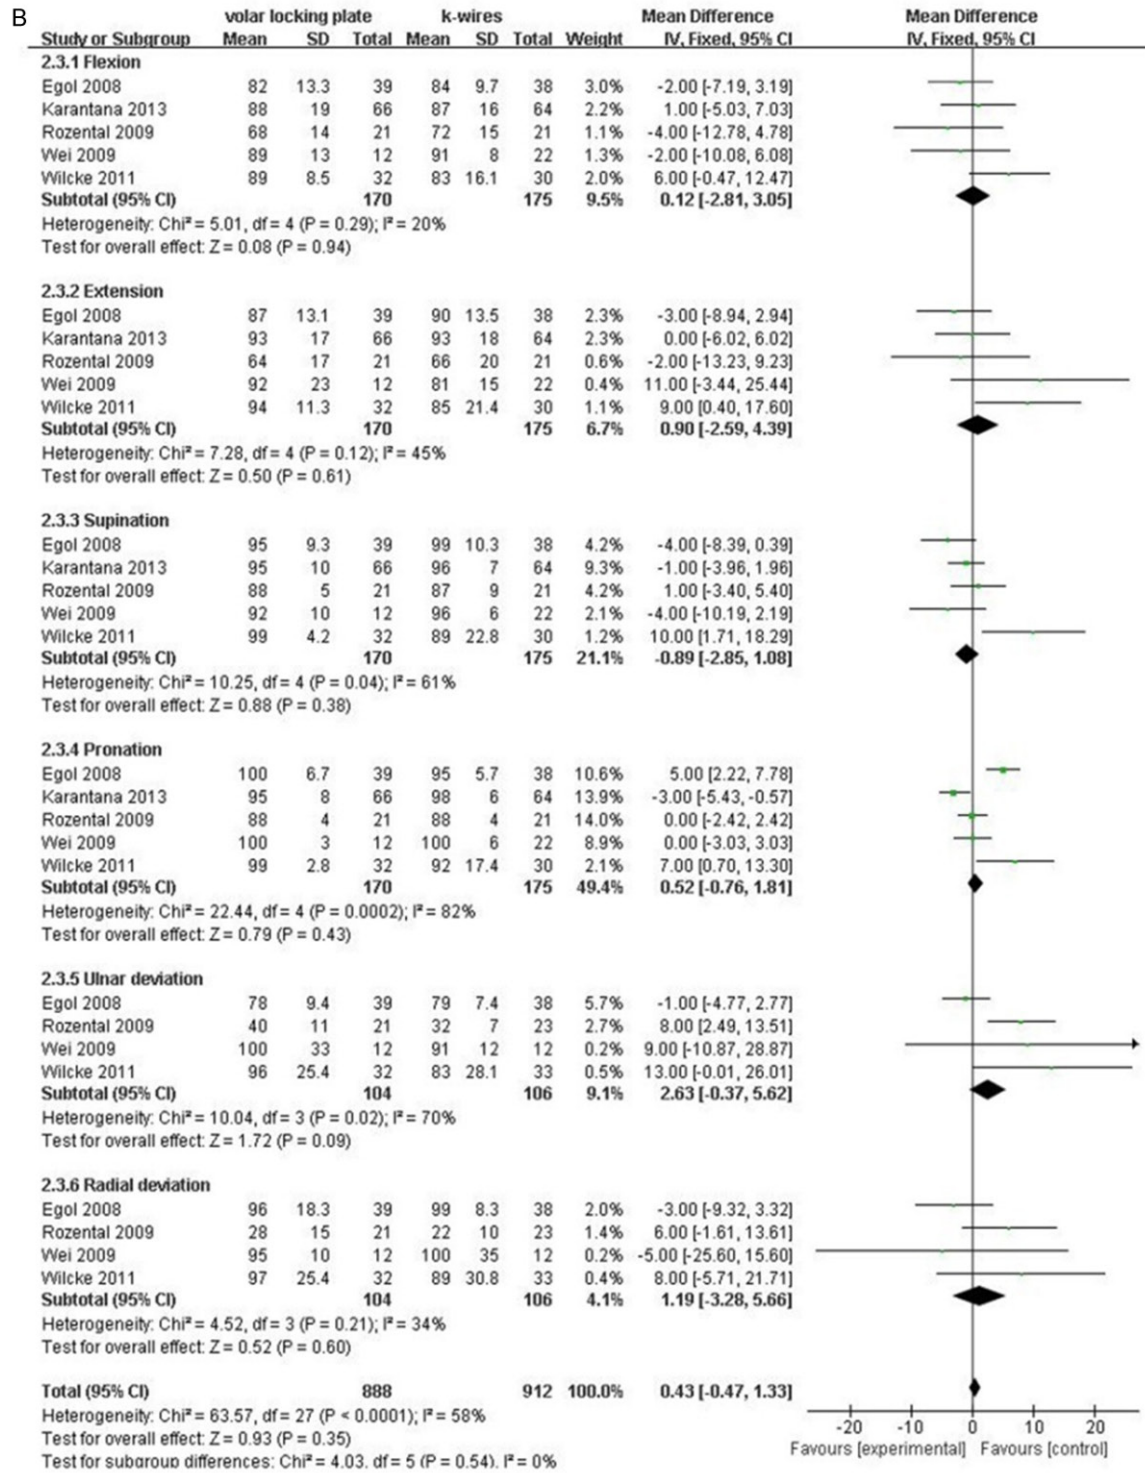 B
volar locking plate k-wires Mean Difference Mean Difference
Study or Subgroup Mean SD Total Mean SD Total Weight IV, Fixed, 95% CI IV, Fixed, 95% CI
2.3.1 Flexion
Egol 2008 82 13.3 39 84 9.7 38 3.0% -2.00 [-7.19, 3.19]
Karantana 2013 88 19 66 87 16 64 2.2% 1.00 [-5.03, 7.03]
Rozental 2009 68 14 21 72 15 21 1.1% -4.00 [-12.78, 4.78]
Wei 2009 89 13 12 91 8 22 1.3% -2.00 [-10.08, 6.08]
Wilcke 2011 89 8.5 32 83 16.1 30 2.0% 6.00 [-0.47, 12.47]
Subtotal (95% CI) 170 175 9.5% 0.12 [-2.81, 3.05]
Heterogeneity: Chi² = 5.01, df = 4 (P = 0.29); I² = 20%
Test for overall effect: Z = 0.08 (P = 0.94)
2.3.2 Extension
Egol 2008 87 13.1 39 90 13.5 38 2.3% -3.00 [-8.94, 2.94]
Karantana 2013 93 17 66 93 18 64 2.3% 0.00 [-6.02, 6.02]
Rozental 2009 64 17 21 66 20 21 0.6% -2.00 [-13.23, 9.23]
Wei 2009 92 23 12 81 15 22 0.4% 11.00 [-3.44, 25.44]
Wilcke 2011 94 11.3 32 85 21.4 30 1.1% 9.00 [0.40, 17.60]
Subtotal (95% CI) 170 175 6.7% 0.90 [-2.59, 4.39]
Heterogeneity: Chi² = 7.28, df = 4 (P = 0.12); I² = 45%
Test for overall effect: Z = 0.50 (P = 0.61)
2.3.3 Supination
Egol 2008 95 9.3 39 99 10.3 38 4.2% -4.00 [-8.39, 0.39]
Karantana 2013 95 10 66 96 7 64 9.3% -1.00 [-3.96, 1.96]
Rozental 2009 88 5 21 87 9 21 4.2% 1.00 [-3.40, 5.40]
Wei 2009 92 10 12 96 6 22 2.1% -4.00 [-10.19, 2.19]
Wilcke 2011 99 4.2 32 89 22.8 30 1.2% 10.00 [1.71, 18.29]
Subtotal (95% CI) 170 175 21.1% -0.89 [-2.85, 1.08]
Heterogeneity: Chi² = 10.25, df = 4 (P = 0.04); I² = 61%
Test for overall effect: Z = 0.88 (P = 0.38)
2.3.4 Pronation
Egol 2008 100 6.7 39 95 5.7 38 10.6% 5.00 [2.22, 7.78]
Karantana 2013 95 8 66 98 6 64 13.9% -3.00 [-5.43, -0.57]
Rozental 2009 88 4 21 88 4 21 14.0% 0.00 [-2.42, 2.42]
Wei 2009 100 3 12 100 6 22 8.9% 0.00 [-3.03, 3.03]
Wilcke 2011 99 2.8 32 92 17.4 30 2.1% 7.00 [0.70, 13.30]
Subtotal (95% CI) 170 175 49.4% 0.52 [-0.76, 1.81]
Heterogeneity: Chi² = 22.44, df = 4 (P = 0.0002); I² = 82%
Test for overall effect: Z = 0.79 (P = 0.43)
2.3.5 Ulnar deviation
Egol 2008 78 9.4 39 79 7.4 38 5.7% -1.00 [-4.77, 2.77]
Rozental 2009 40 11 21 32 7 23 2.7% 8.00 [2.49, 13.51]
Wei 2009 100 33 12 91 12 12 0.2% 9.00 [-10.87, 28.87]
Wilcke 2011 96 25.4 32 83 28.1 33 0.5% 13.00 [-0.01, 26.01]
Subtotal (95% CI) 104 106 9.1% 2.63 [-0.37, 5.62]
Heterogeneity: Chi² = 10.04, df = 3 (P = 0.02); I² = 70%
Test for overall effect: Z = 1.72 (P = 0.09)
2.3.6 Radial deviation
Egol 2008 96 18.3 39 99 8.3 38 2.0% -3.00 [-9.32, 3.32]
Rozental 2009 28 15 21 22 10 23 1.4% 6.00 [-1.61, 13.61]
Wei 2009 95 10 12 100 35 12 0.2% -5.00 [-25.60, 15.60]
Wilcke 2011 97 25.4 32 89 30.8 33 0.4% 8.00 [-5.71, 21.71]
Subtotal (95% CI) 104 106 4.1% 1.19 [-3.28, 5.66]
Heterogeneity: Chi² = 4.52, df = 3 (P = 0.21); I² = 34%
Test for overall effect: Z = 0.52 (P = 0.60)
Total (95% CI) 888 912 100.0% 0.43 [-0.47, 1.33]
Heterogeneity: Chi² = 63.57, df = 27 (P < 0.0001); I² = 58%
Test for overall effect: Z = 0.93 (P = 0.35)
Test for subgroup differences: Chi² = 4.03, df = 5 (P = 0.54), I² = 0%
-20 -10 0 10 20
Favours [experimental] Favours [control]